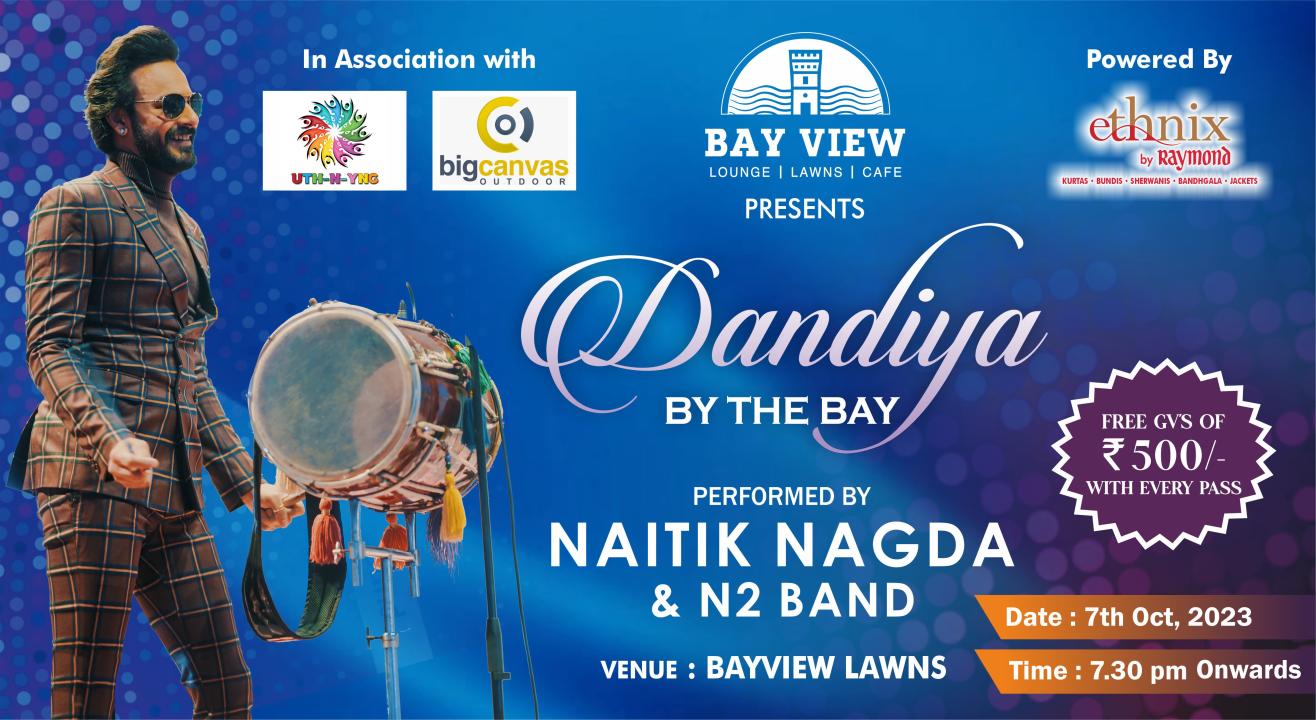 In Association with
UTH-N-YNG
bigcanvas
OUTDOOR
BAY VIEW
LOUNGE | LAWNS | CAFE
PRESENTS
Powered By
ethnix
by Raymond
KURTAS • BUNDIS • SHERWANIS • BANDHGALA • JACKETS
Dandiya
BY THE BAY
FREE GV'S OF
₹500/-
WITH EVERY PASS
PERFORMED BY
NAITIK NAGDA
& N2 BAND
VENUE : BAYVIEW LAWNS
Date : 7th Oct, 2023
Time : 7.30 pm Onwards